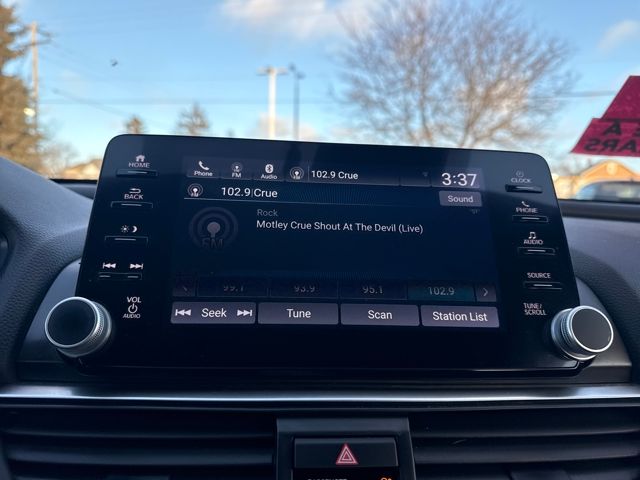 HOME
BACK
VOL
AUDIO
Phone
FM
Audio
102.9 Crue
3:37
102.9|Crue
Sound
Rock
Motley Crue Shout At The Devil (Live)
FM
99.1
93.9
95.1
102.9
Seek
Tune
Scan
Station List
CLOCK
PHONE
AUDIO
SOURCE
TUNE/
SCROLL
A
PASSENGER